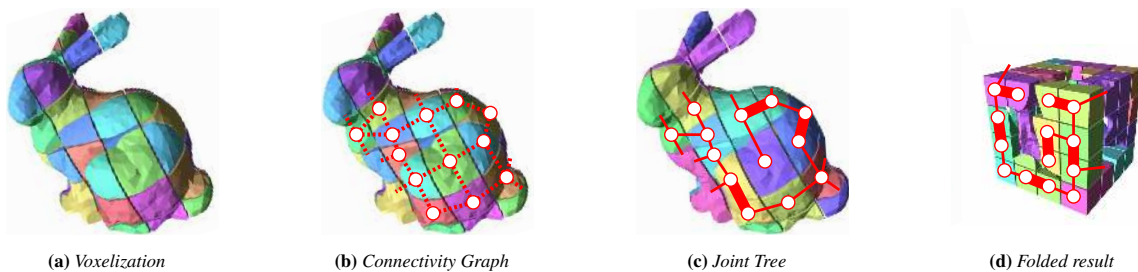 (a) Voxelization
(b) Connectivity Graph
(c) Joint Tree
(d) Folded result